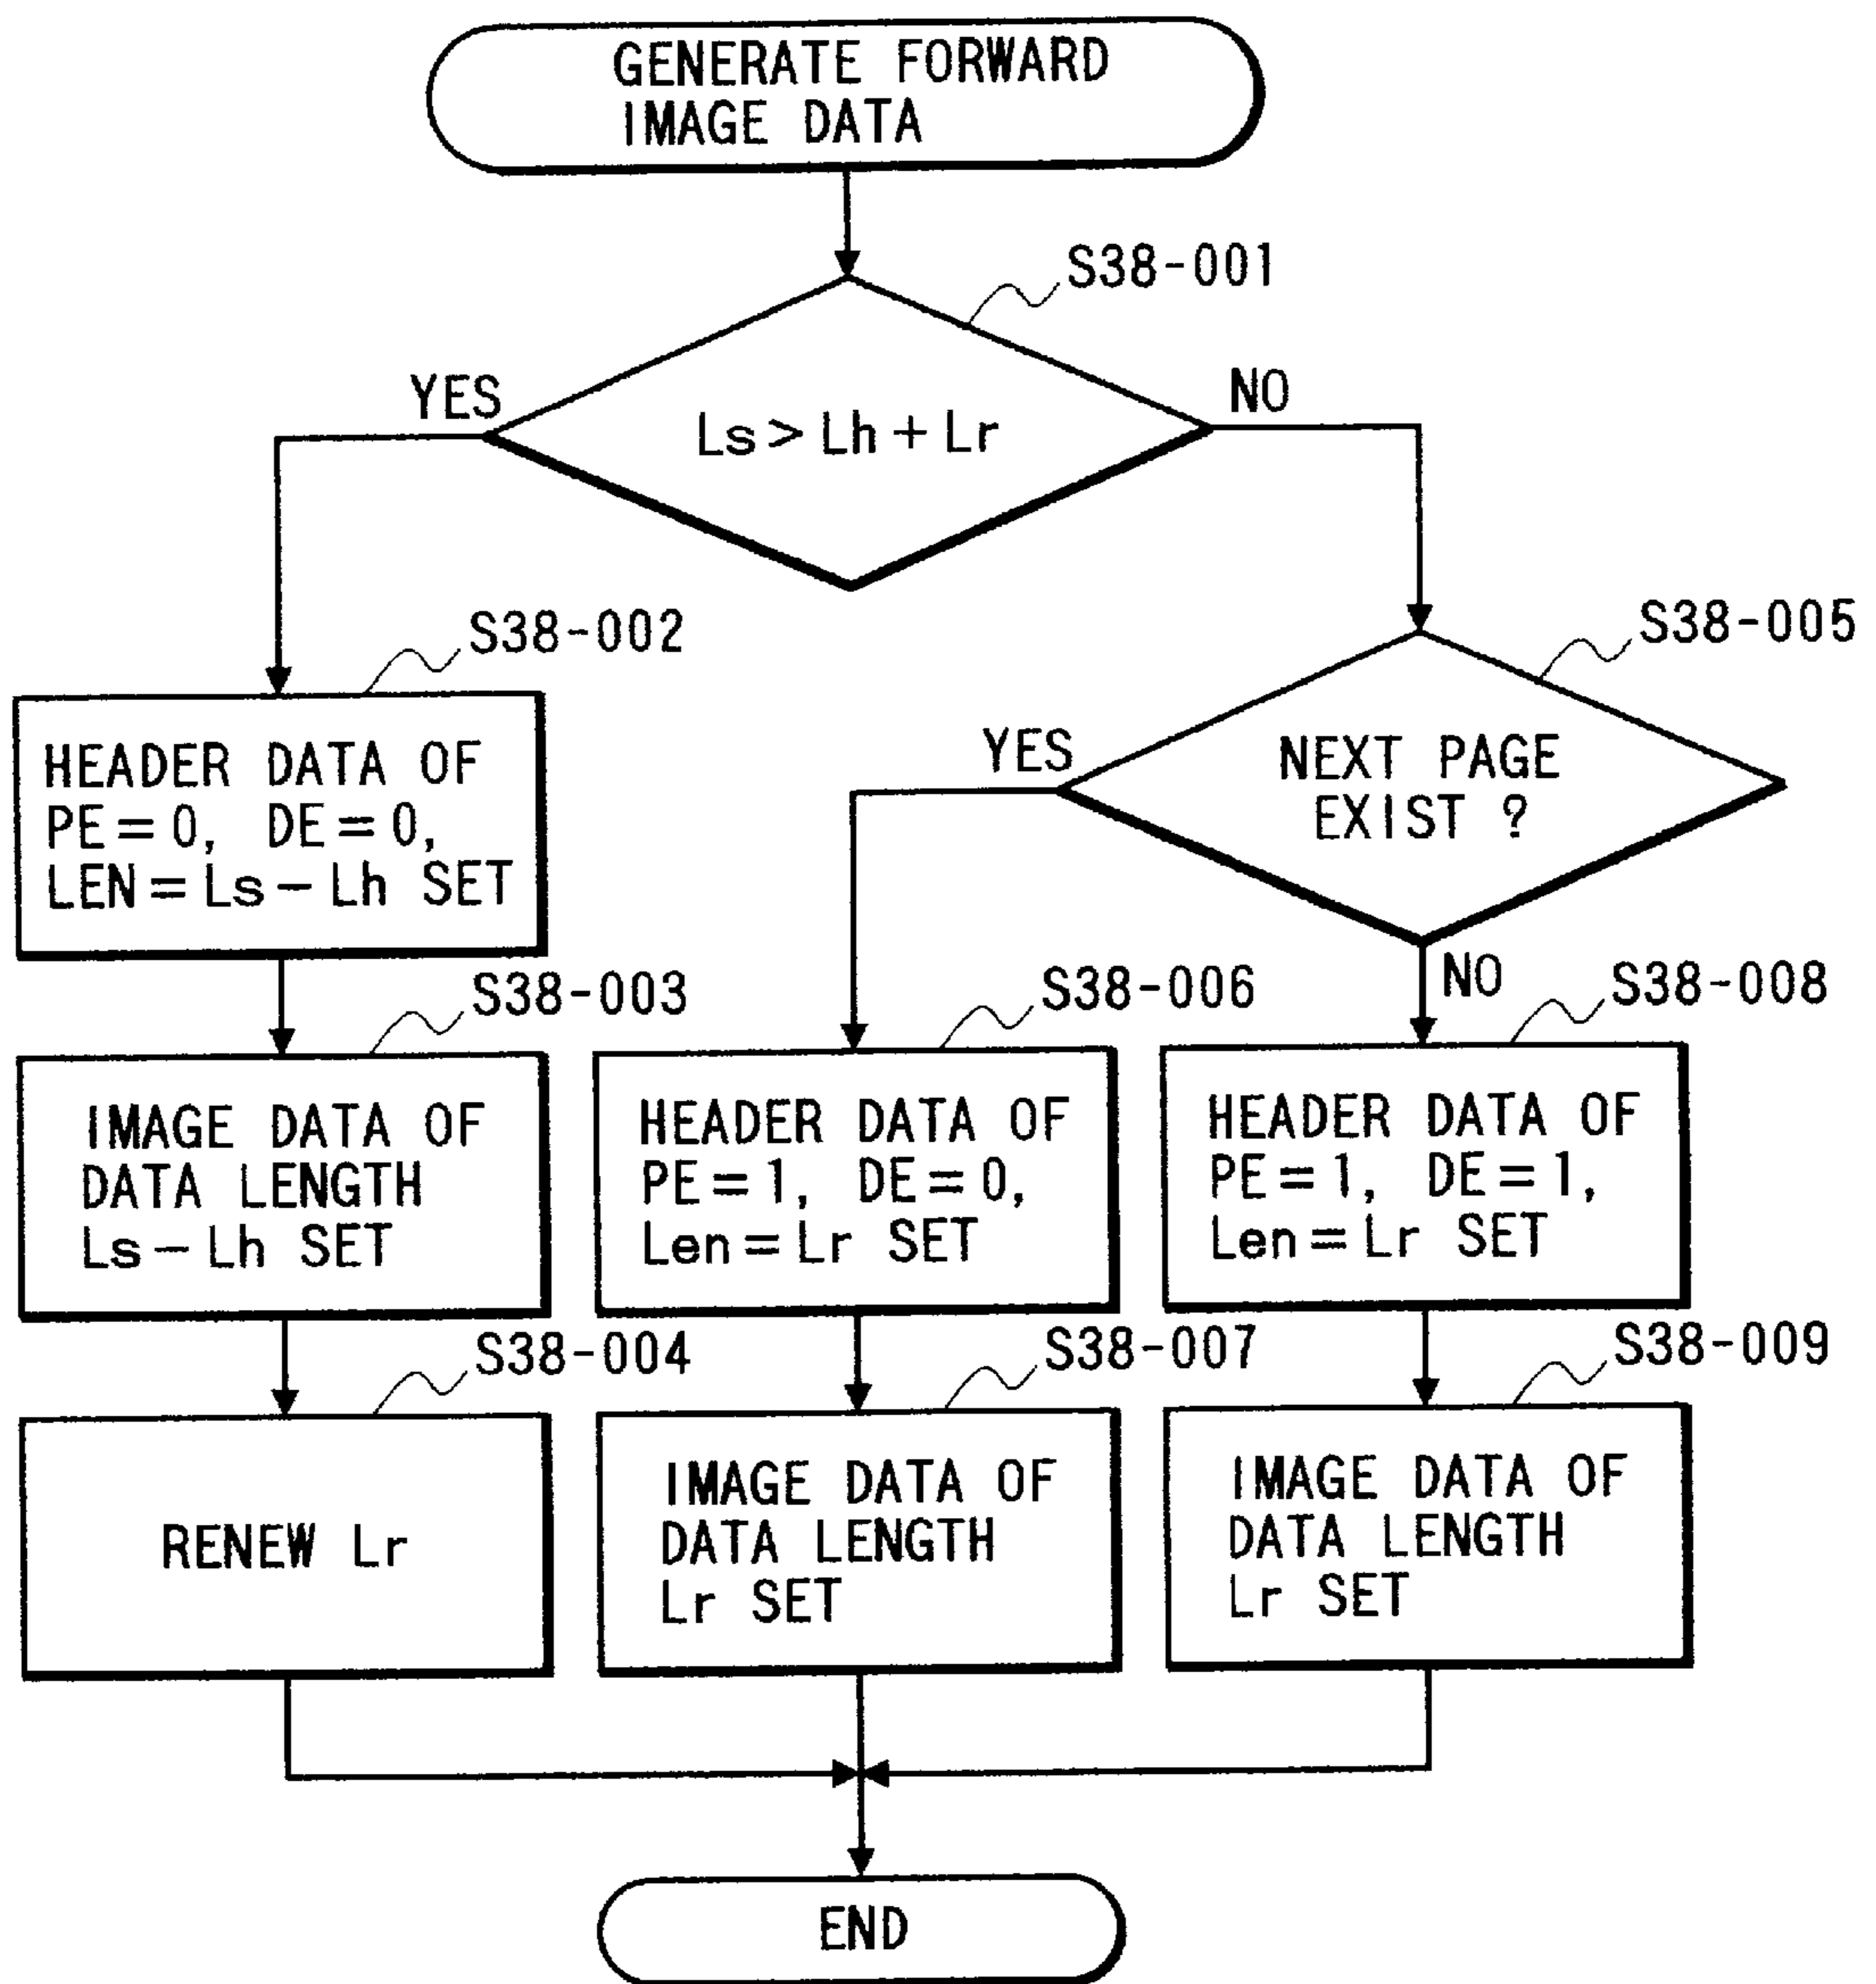 GENERATE FORWARD
IMAGE DATA
S38-001
YES
NO
Ls > Lh + Lr
S38-002
S38-005
HEADER DATA OF
PE = 0, DE = 0,
LEN = Ls − Lh SET
YES
NEXT PAGE
EXIST ?
NO
S38-003
S38-006
S38-008
IMAGE DATA OF
DATA LENGTH
Ls − Lh SET
HEADER DATA OF
PE = 1, DE = 0,
Len = Lr SET
HEADER DATA OF
PE = 1, DE = 1,
Len = Lr SET
S38-004
S38-007
S38-009
RENEW Lr
IMAGE DATA OF
DATA LENGTH
Lr SET
IMAGE DATA OF
DATA LENGTH
Lr SET
END